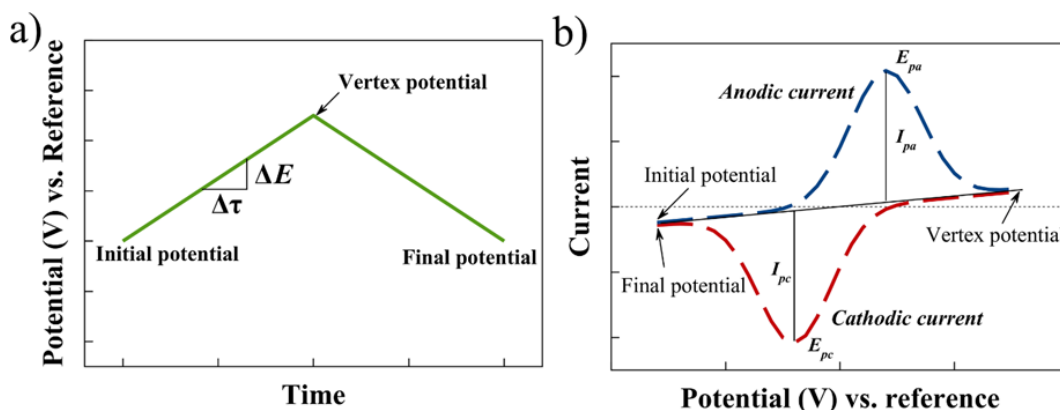 a)
Potential (V) vs. Reference
Vertex potential
ΔE
Δτ
Initial potential
Final potential
Time
b)
E_pa
Anodic current
I_pa
Initial potential
Current
Vertex potential
I_pc
Final potential
Cathodic current
E_pc
Potential (V) vs. reference